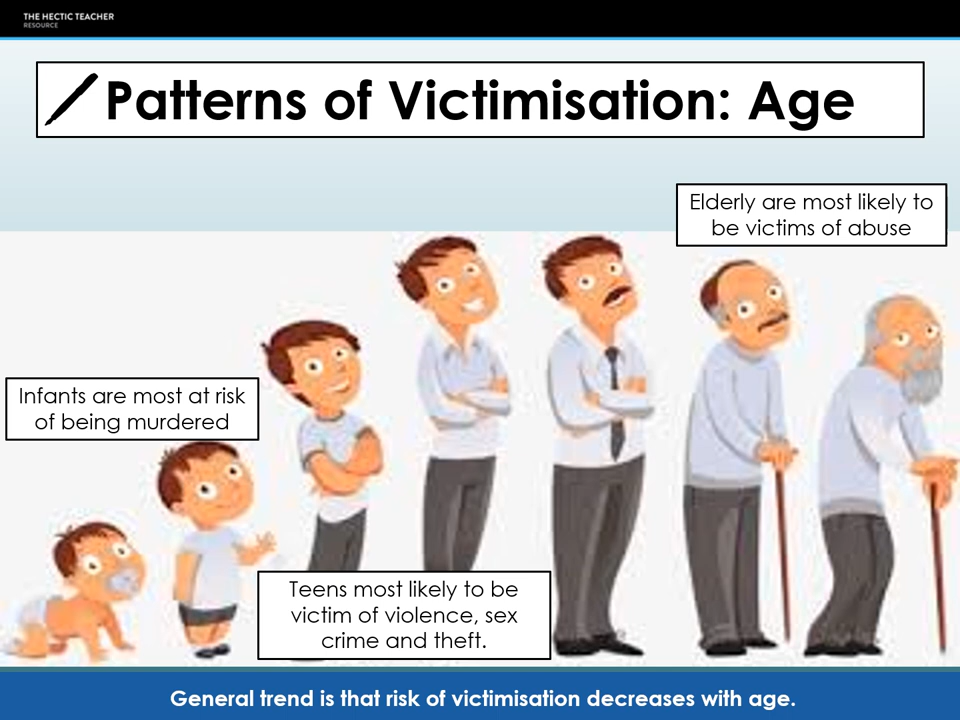 THE HECTIC TEACHER
RESOURCE
Patterns of Victimisation: Age
Elderly are most likely to
be victims of abuse
Infants are most at risk
of being murdered
Teens most likely to be
victim of violence, sex
crime and theft.
General trend is that risk of victimisation decreases with age.